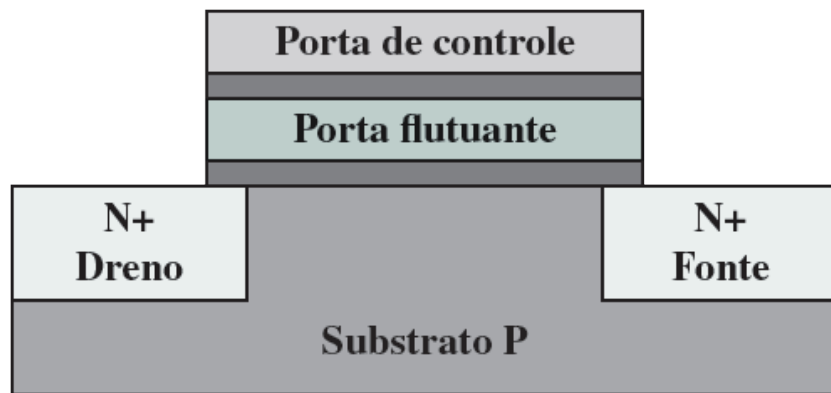 Porta de controle
Porta flutuante
N+
Dreno
N+
Fonte
Substrato P